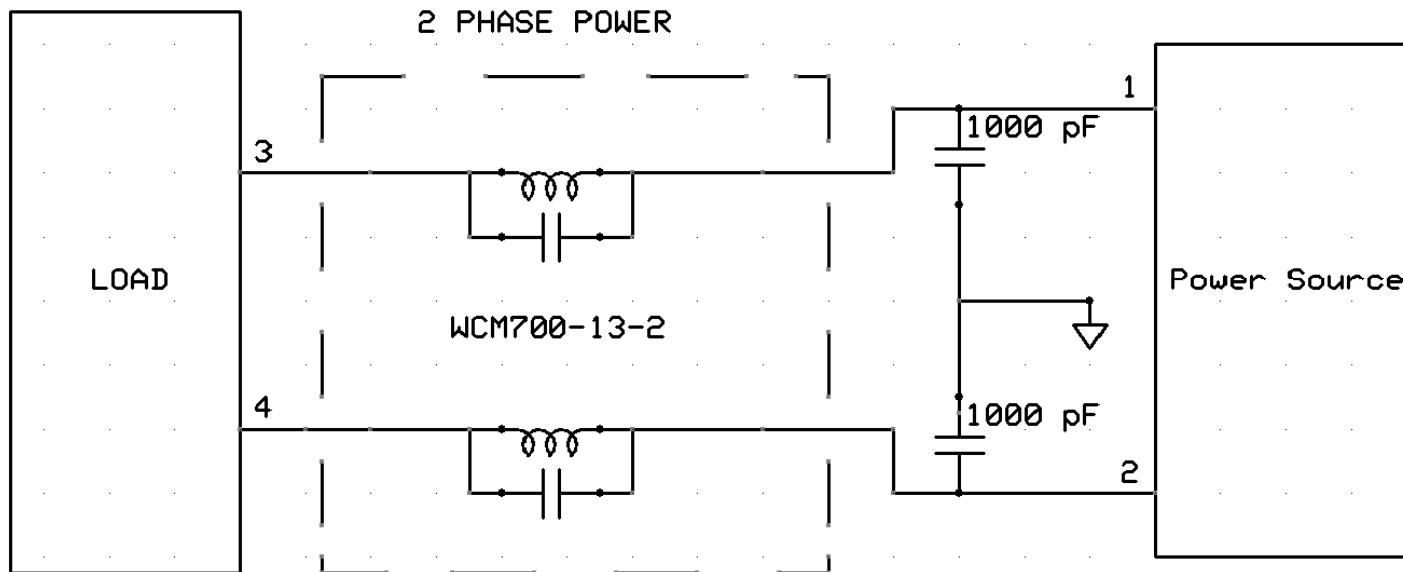 2 PHASE POWER
1
1000 pF
3
LOAD
Power Source
WCM700-13-2
4
1000 pF
2